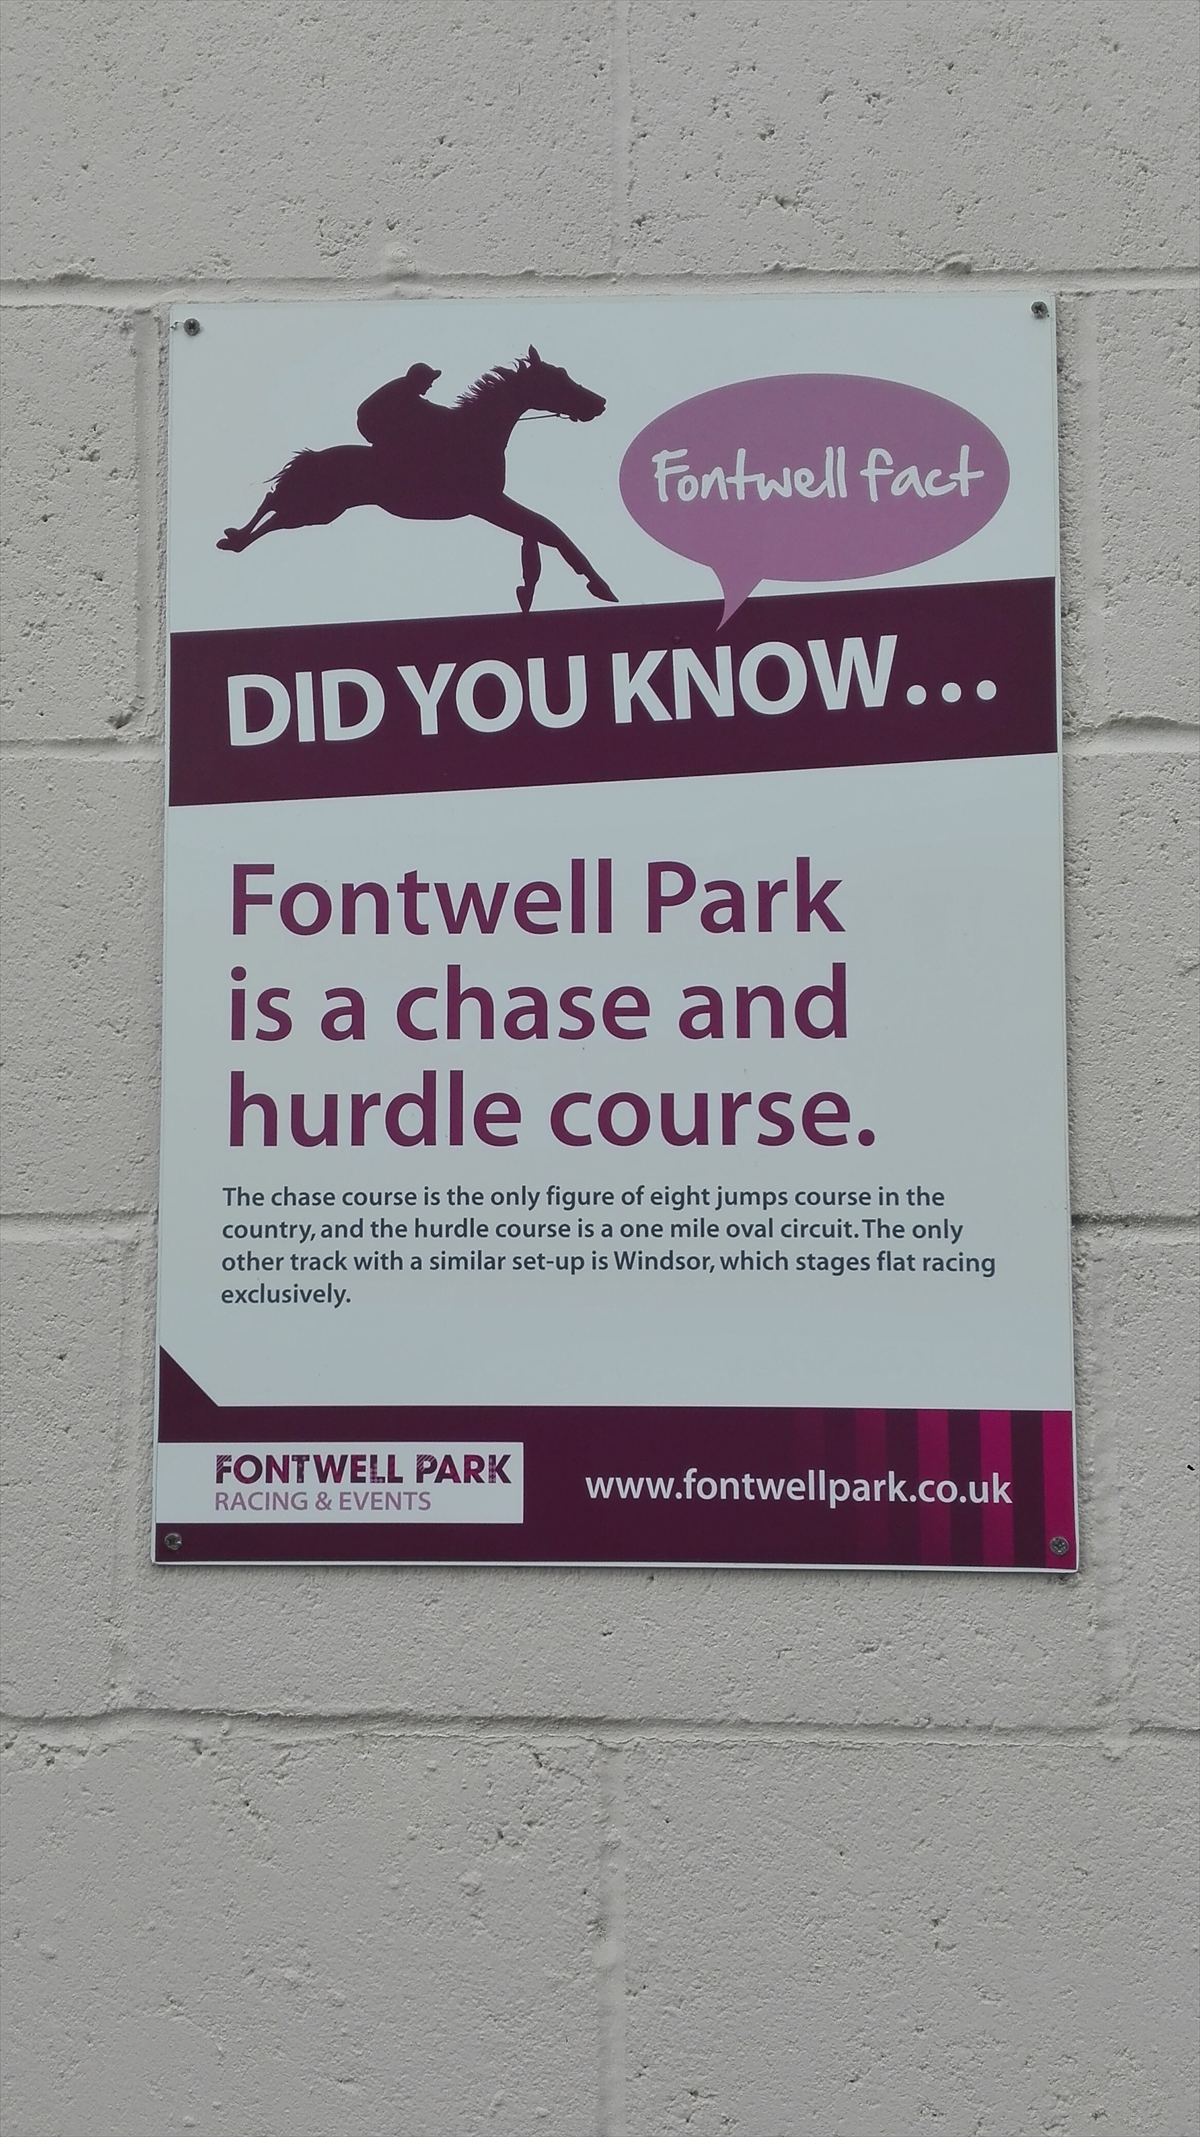 Fontwell fact
DID YOU KNOW...
Fontwell Park
is a chase and
hurdle course.
The chase course is the only figure of eight jumps course in the
country, and the hurdle course is a one mile oval circuit. The only
other track with a similar set-up is Windsor, which stages flat racing
exclusively.
FONTWELL PARK
RACING & EVENTS
www.fontwellpark.co.uk